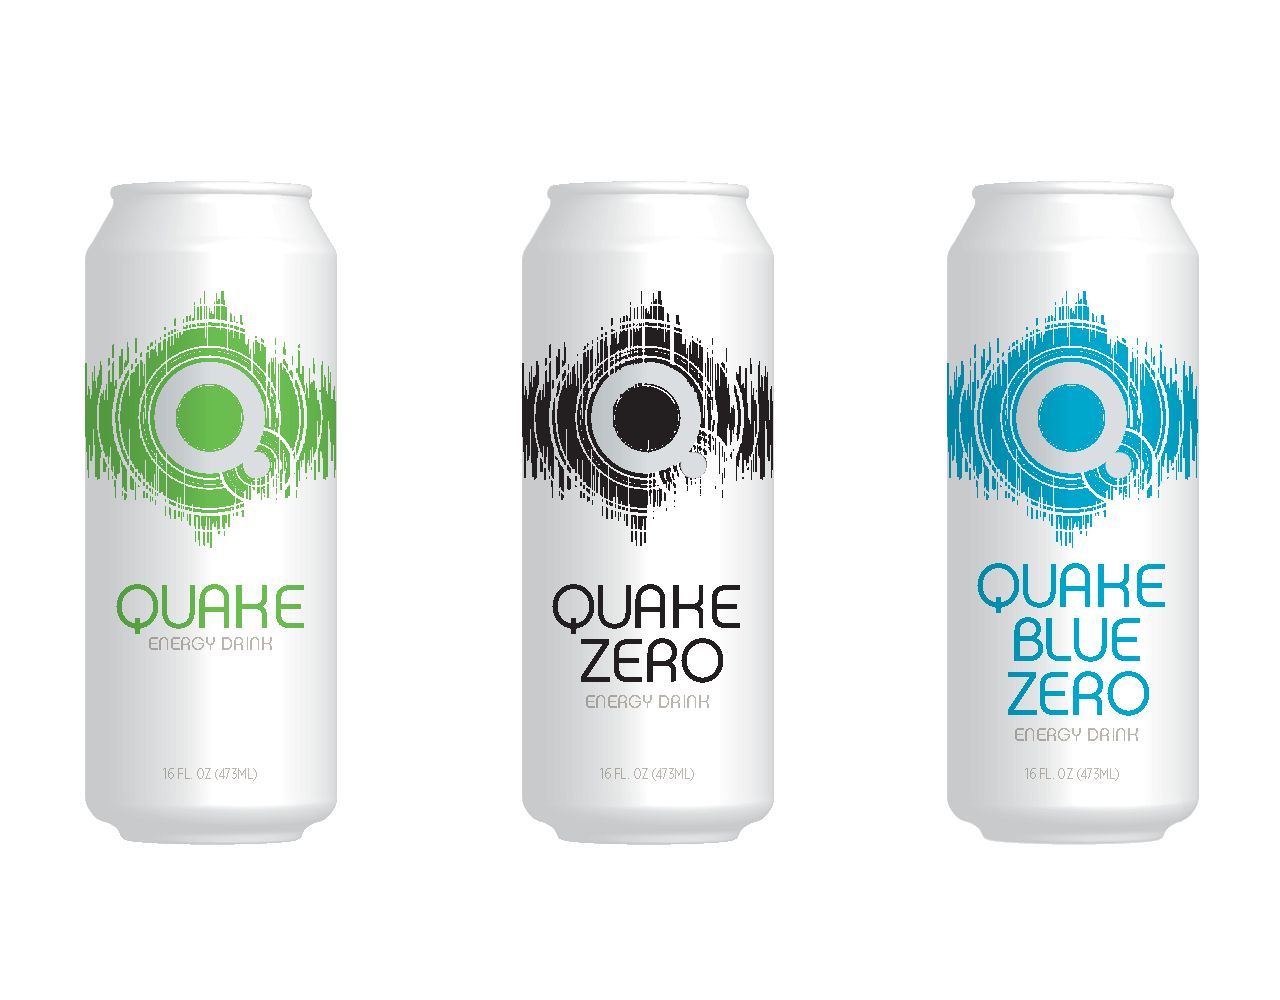 QUAKE
ENERGY DRINK
16 FL. OZ (473ML)
QUAKE
ZERO
ENERGY DRINK
16 FL. OZ (473ML)
QUAKE
BLUE
ZERO
ENERGY DRINK
16 FL. OZ (473ML)